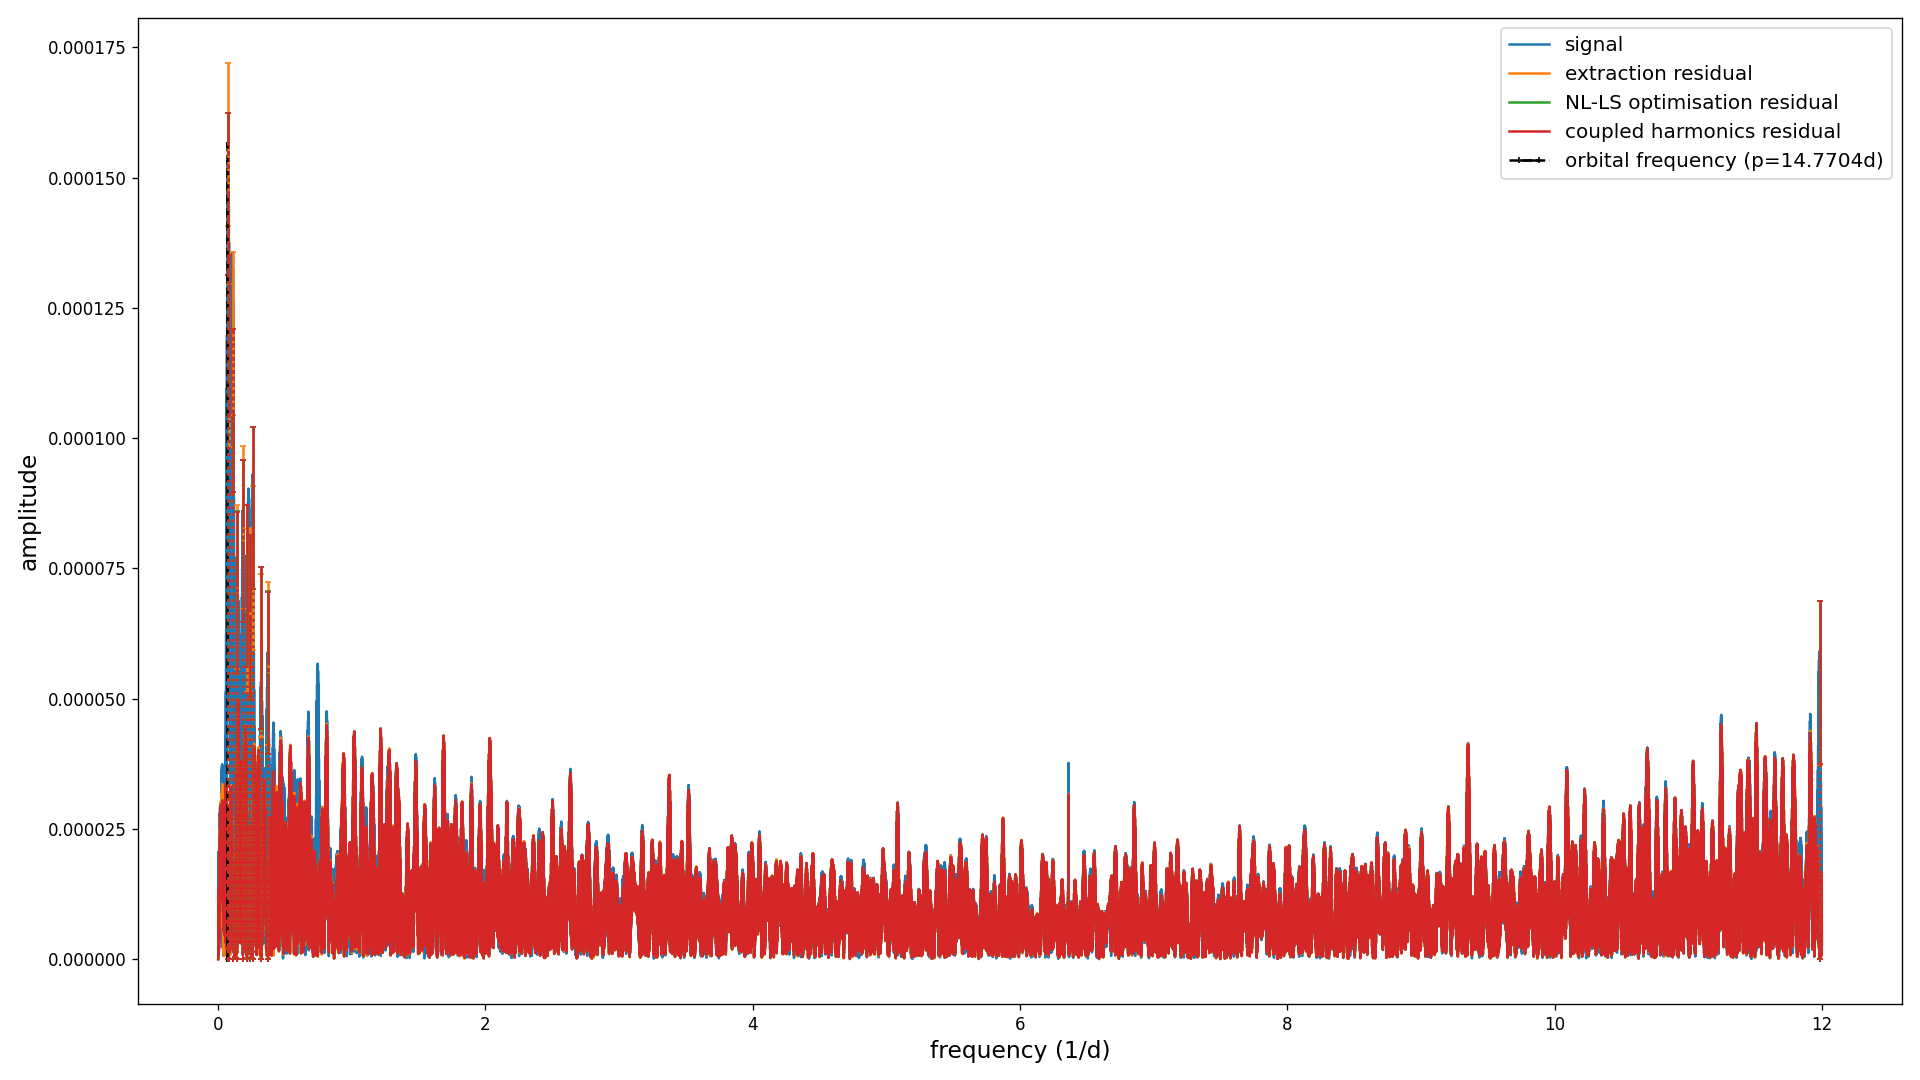 signal
extraction residual
NL-LS optimisation residual
coupled harmonics residual
orbital frequency (p=14.7704d)
0.000175
0.000150
0.000125
0.000100
0.000075
0.000050
0.000025
0.000000
amplitude
0 2 4 6 8 10 12
frequency (1/d)